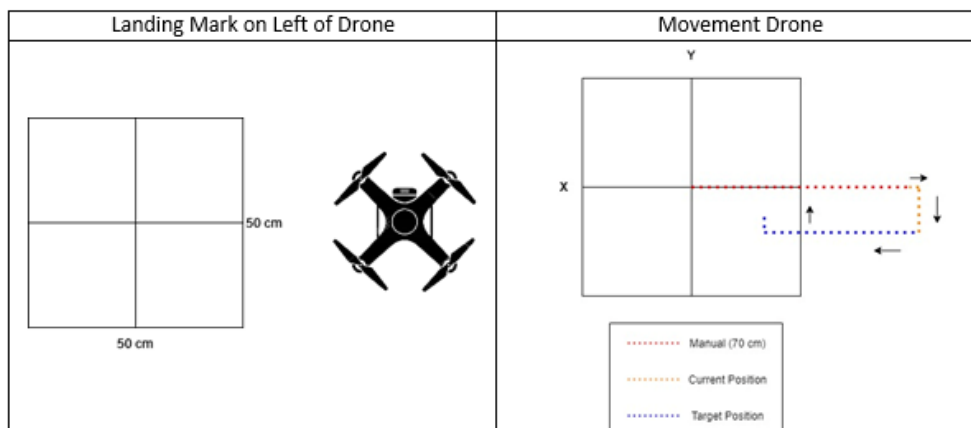 Landing Mark on Left of Drone
Movement Drone
50 cm
50 cm
Y
X
Manual (70 cm)
Current Position
Target Position